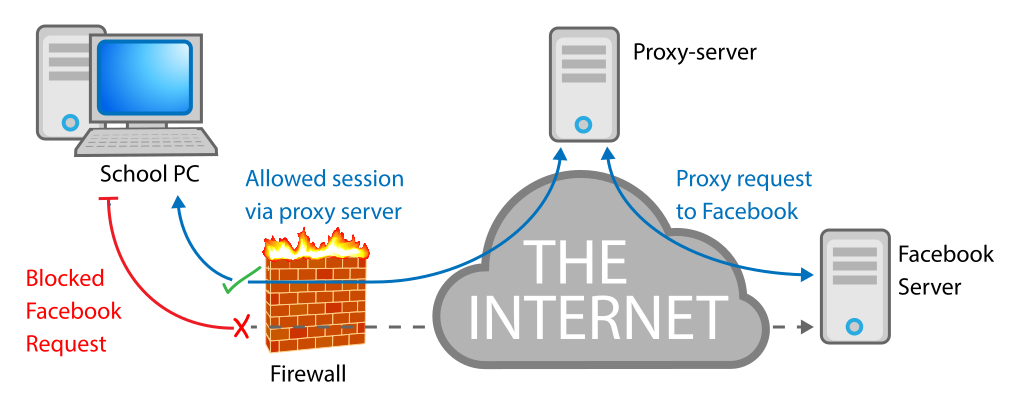 Proxy-server
School PC
Allowed session
via proxy server
Proxy request
to Facebook
Blocked
Facebook
Request
THE
INTERNET
Facebook
Server
Firewall